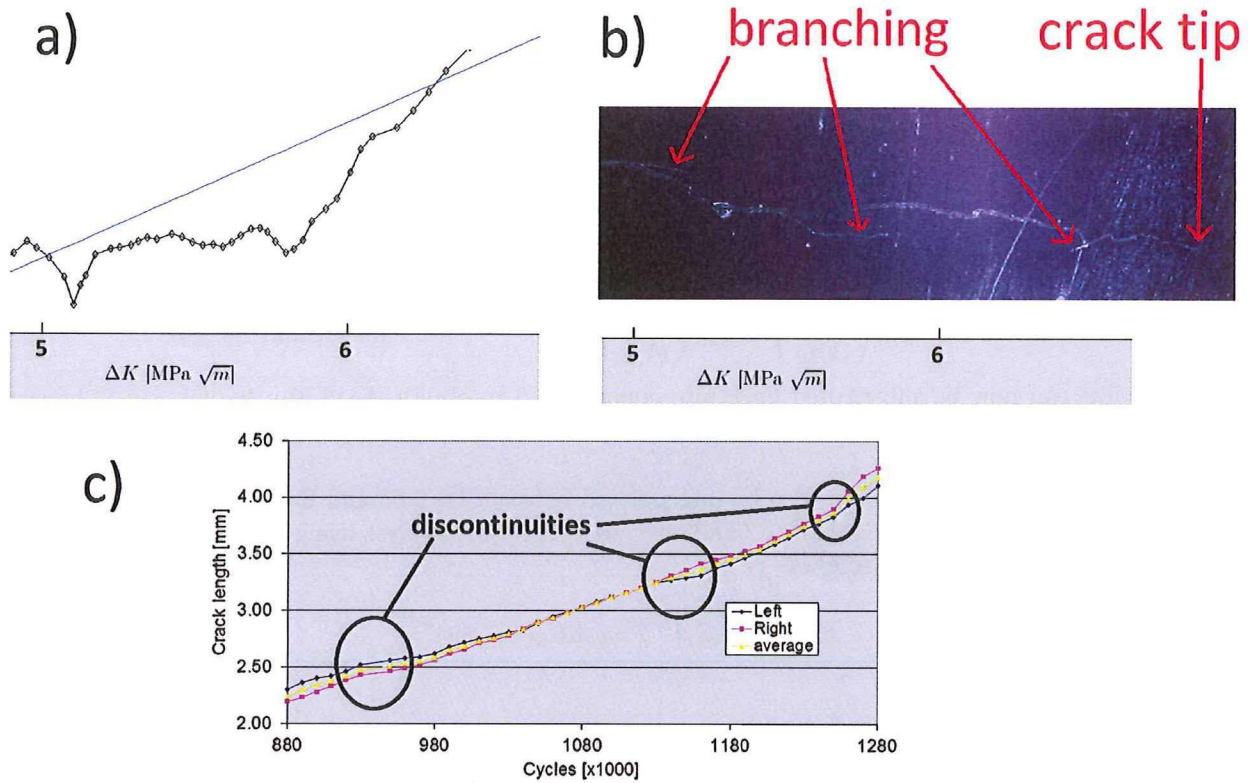 a)
b)
branching
crack tip
5
6
ΔK [MPa √m]
5
6
ΔK [MPa √m]
c)
4.50
4.00
3.50
3.00
2.50
2.00
Crack length [mm]
discontinuities
Left
Right
average
880
980
1080
1180
1280
Cycles [x1000]